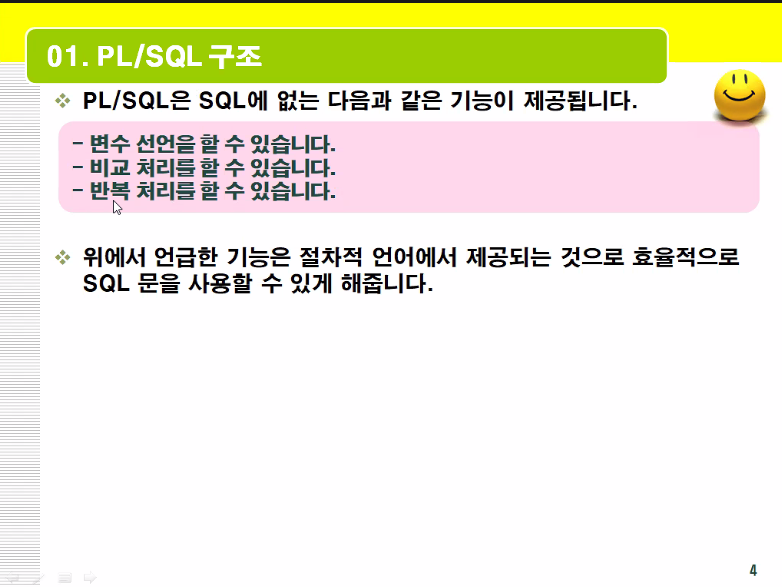 01. PL/SQL 구조
PL/SQL은 SQL에 없는 다음과 같은 기능이 제공됩니다.
- 변수 선언을 할 수 있습니다.
- 비교 처리를 할 수 있습니다.
- 반복 처리를 할 수 있습니다.
위에서 언급한 기능은 절차적 언어에서 제공되는 것으로 효율적으로
SQL 문을 사용할 수 있게 해줍니다.
4